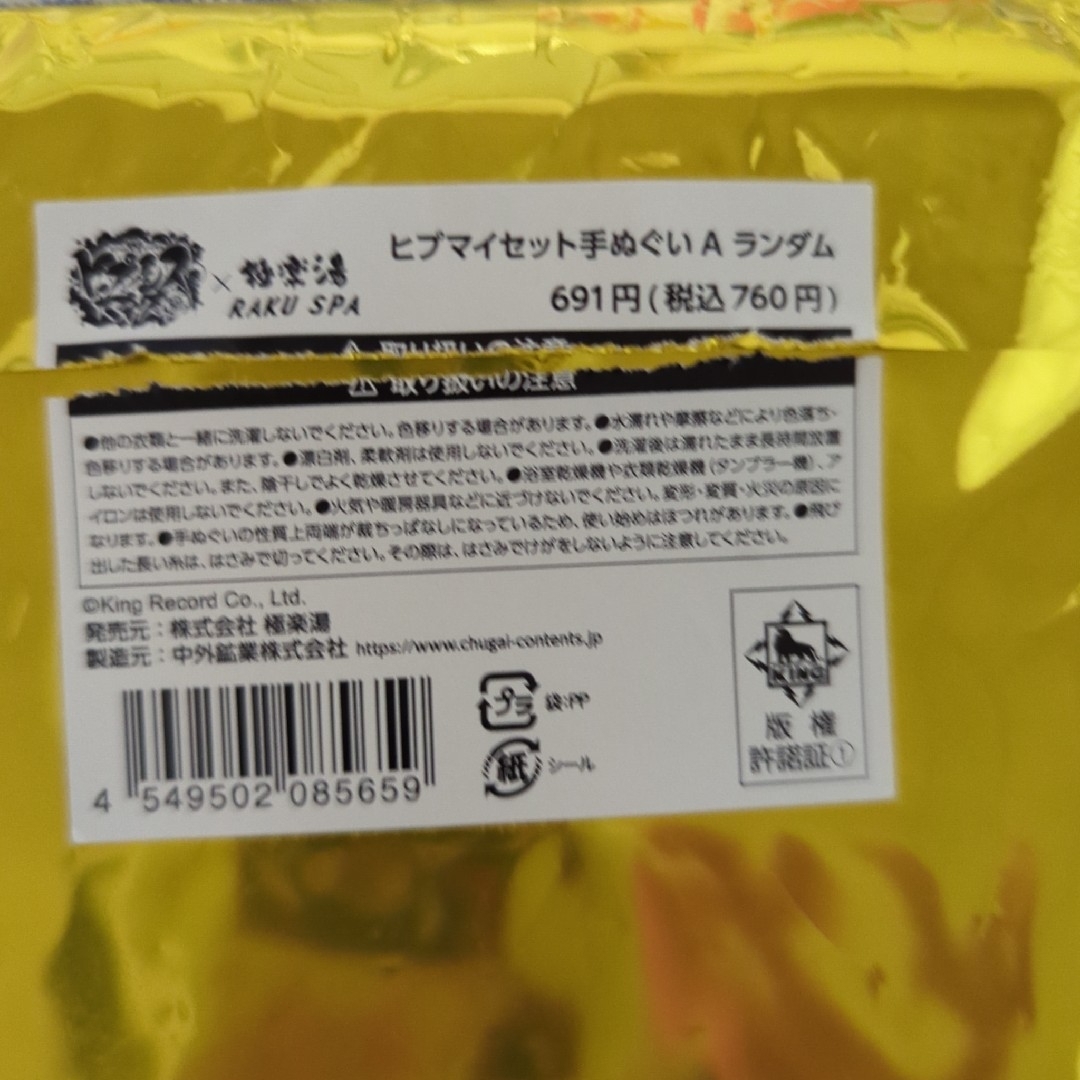 ヒプマイ × 極楽湯
RAKU SPA
ヒプマイセット手ぬぐい A ランダム
691円(税込760円)
取り扱いの注意
●他の衣類と一緒に洗濯しないでください。色移りする場合があります。●水濡れや摩擦などにより色落ち・
色移りする場合があります。●漂白剤、柔軟剤は使用しないでください。●洗濯後は濡れたまま長時間放置
しないでください。また、陰干しでよく乾燥させてください。●浴室乾燥機や衣類乾燥機(タンブラー機)、ア
イロンは使用しないでください。●火気や暖房器具などに近づけないでください。変形・変質・火災の原因に
なります。●手ぬぐいの性質上両端が裁ちっぱなしになっているため、使い始めはほつれがあります。●飛び
出した長い糸は、はさみで切ってください。その際は、はさみでけがをしないように注意してください。
©King Record Co., Ltd.
発売元:株式会社 極楽湯
製造元:中外鉱業株式会社 https://www.chugai-contents.jp
プラ 袋:PP
紙 シール
4 549502 085659
KING
版権
許諾証①